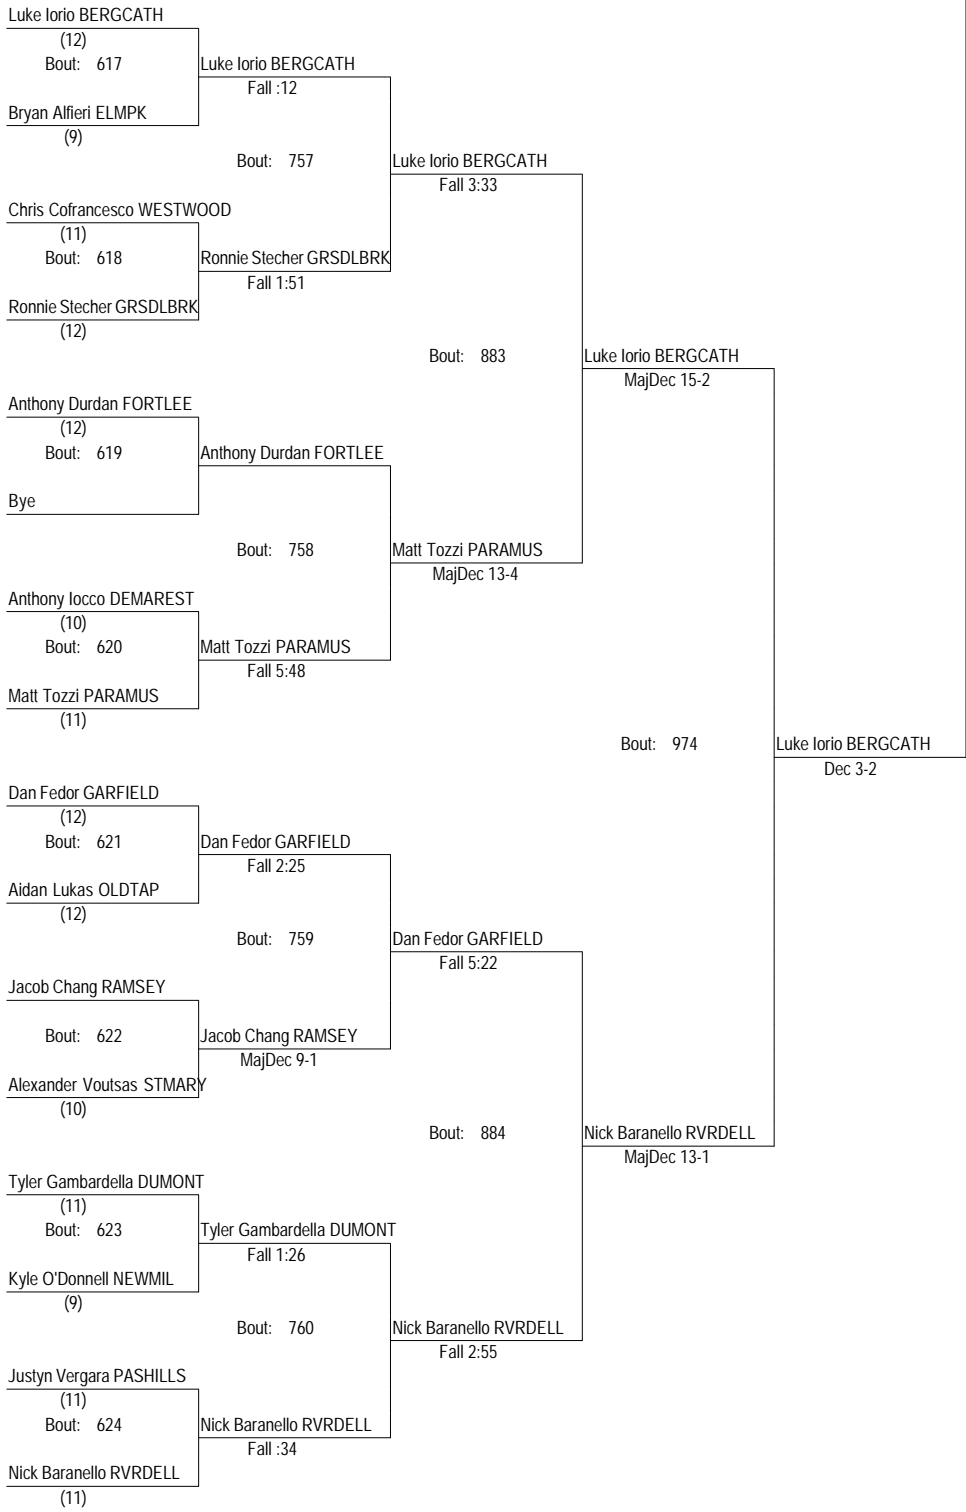 Luke Iorio BERGCATH
(12)
Bout: 617
Luke Iorio BERGCATH
Fall :12
Bryan Alfieri ELMPK
(9)
Bout: 757
Luke Iorio BERGCATH
Fall 3:33
Chris Cofrancesco WESTWOOD
(11)
Bout: 618
Ronnie Stecher GRSDLBRK
Fall 1:51
Ronnie Stecher GRSDLBRK
(12)
Bout: 883
Luke Iorio BERGCATH
MajDec 15-2
Anthony Durdan FORTLEE
(12)
Bout: 619
Anthony Durdan FORTLEE
Bye
Bout: 758
Matt Tozzi PARAMUS
MajDec 13-4
Anthony Iocco DEMAREST
(10)
Bout: 620
Matt Tozzi PARAMUS
Fall 5:48
Matt Tozzi PARAMUS
(11)
Bout: 974
Luke Iorio BERGCATH
Dec 3-2
Dan Fedor GARFIELD
(12)
Bout: 621
Dan Fedor GARFIELD
Fall 2:25
Aidan Lukas OLDTAP
(12)
Bout: 759
Dan Fedor GARFIELD
Fall 5:22
Jacob Chang RAMSEY
Bout: 622
Jacob Chang RAMSEY
MajDec 9-1
Alexander Voutsas STMARY
(10)
Bout: 884
Nick Baranello RVRDELL
MajDec 13-1
Tyler Gambardella DUMONT
(11)
Bout: 623
Tyler Gambardella DUMONT
Fall 1:26
Kyle O'Donnell NEWMIL
(9)
Bout: 760
Nick Baranello RVRDELL
Fall 2:55
Justyn Vergara PASHILLS
(11)
Bout: 624
Nick Baranello RVRDELL
Fall :34
Nick Baranello RVRDELL
(11)